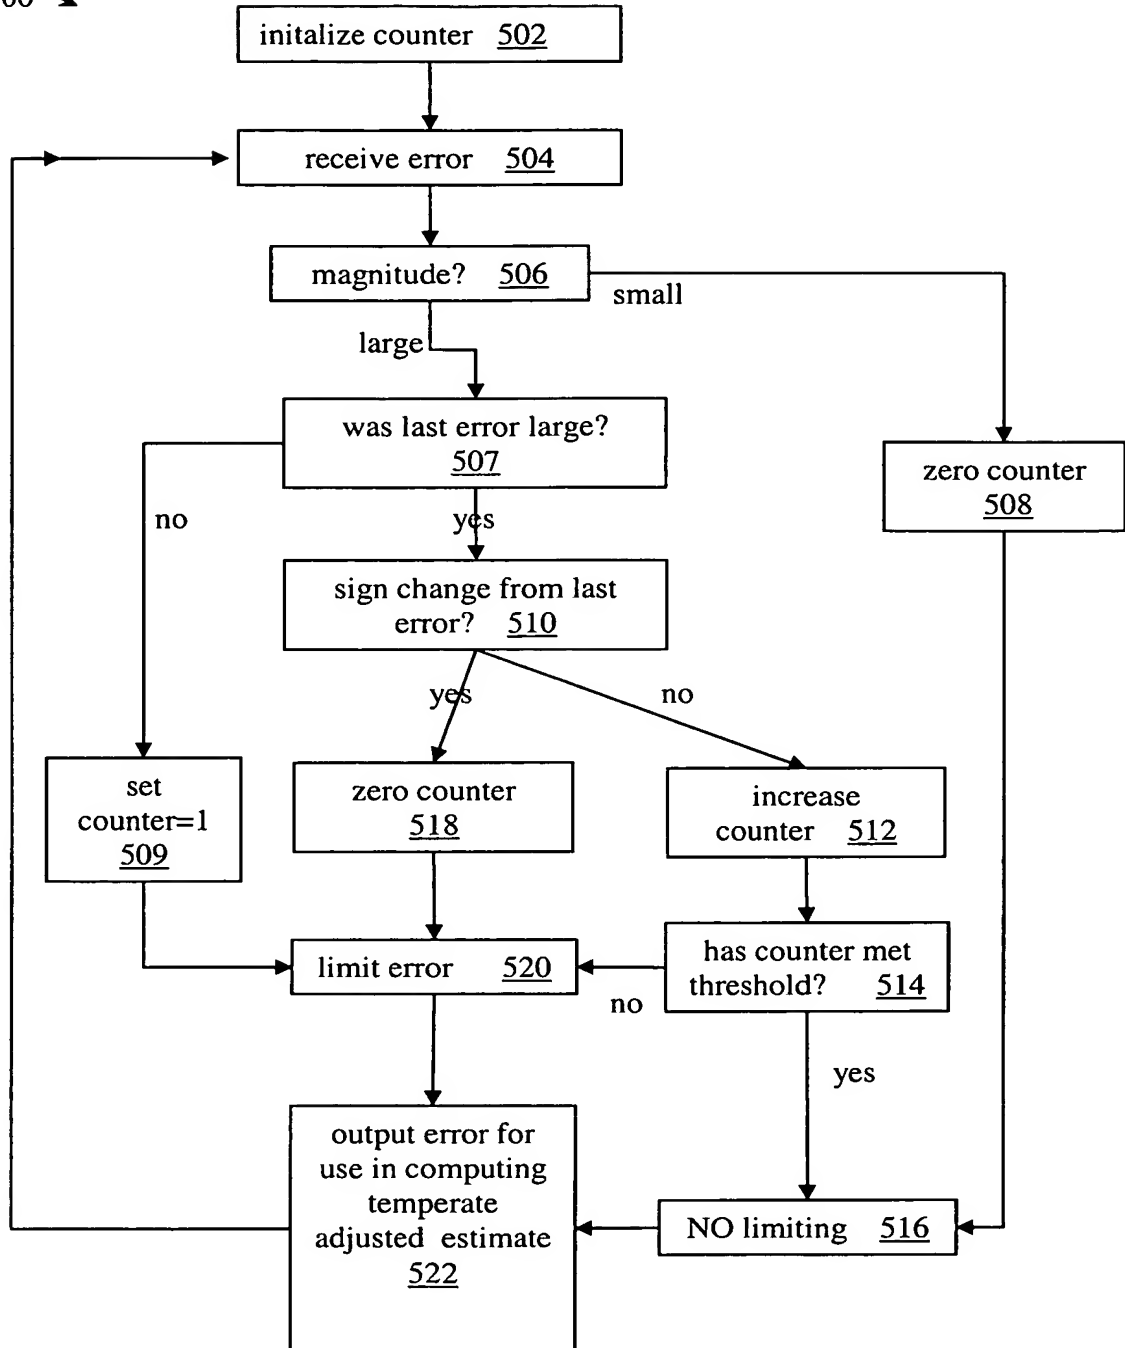 initalize counter 502
receive error 504
magnitude? 506
small
large
was last error large?
507
zero counter
508
no
yes
sign change from last
error? 510
yes
no
set
counter=1
509
zero counter
518
increase
counter 512
limit error 520
has counter met
threshold? 514
no
yes
output error for
use in computing
temperate
adjusted estimate
522
NO limiting 516